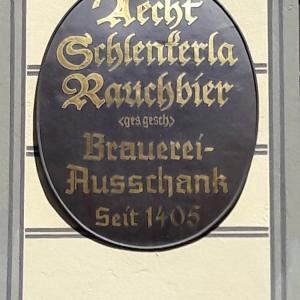 Aecht
Schlenkerla
Rauchbier
<ges.gesch>
Brauerei-
Ausschank
Seit 1405